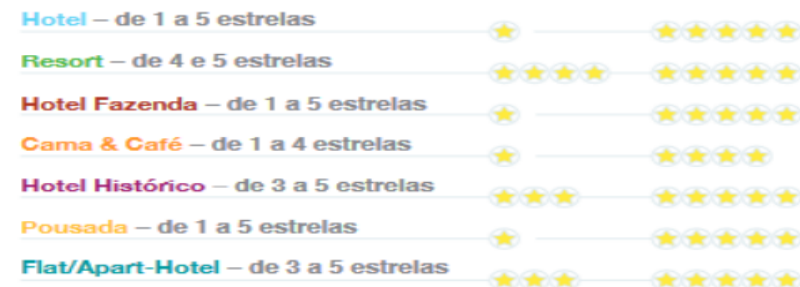 Hotel – de 1 a 5 estrelas
Resort – de 4 e 5 estrelas
Hotel Fazenda – de 1 a 5 estrelas
Cama & Café – de 1 a 4 estrelas
Hotel Histórico – de 3 a 5 estrelas
Pousada – de 1 a 5 estrelas
Flat/Apart-Hotel – de 3 a 5 estrelas